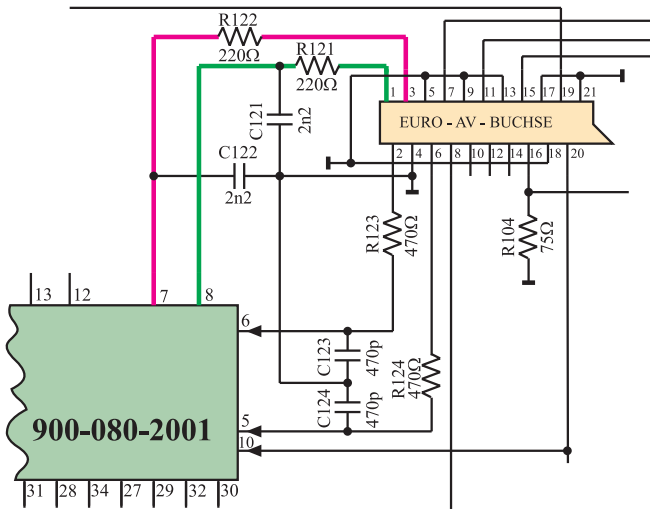 R122
220Ω
R121
220Ω
1 3 5 7 9 11 13 15 17 19 21
EURO - AV - BUCHSE
2 4 6 8 10 12 14 16 18 20
C121
2n2
C122
2n2
R123
470Ω
R104
75Ω
13 12 7 8
6
C123
470p
R124
470Ω
C124
470p
900-080-2001
5
10
31 28 34 27 29 32 30